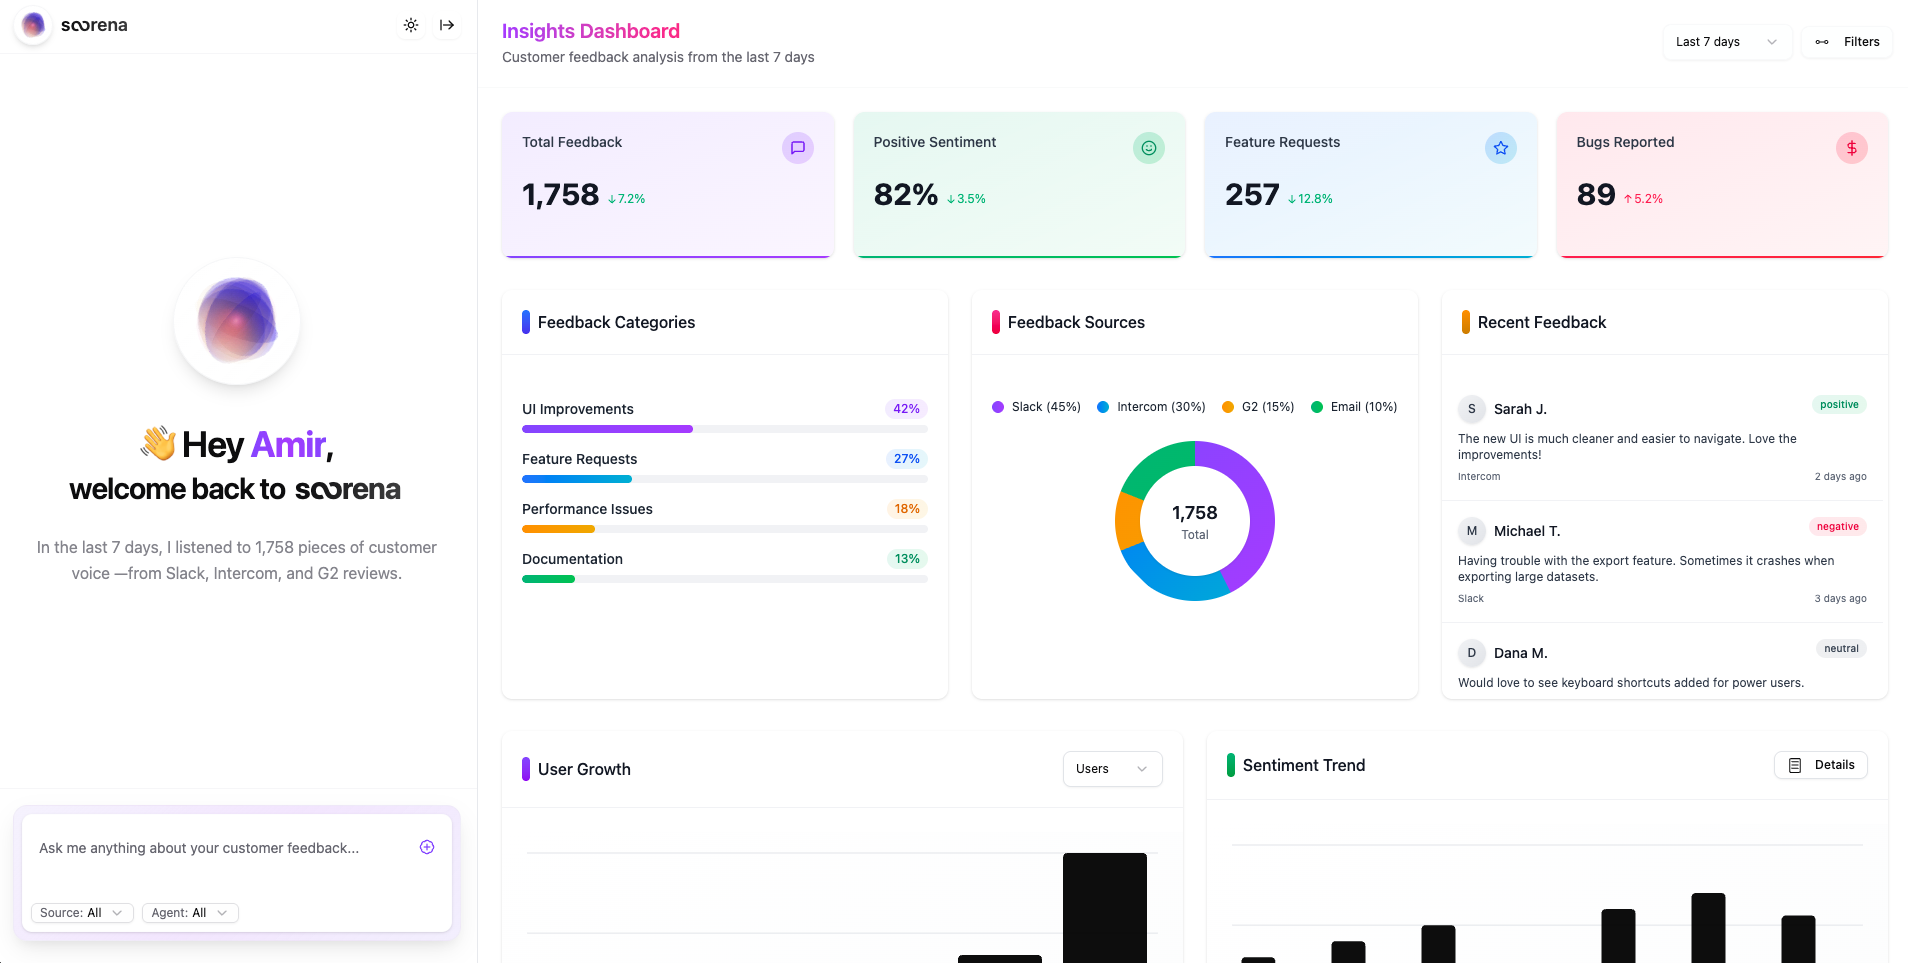 soorena
👋 Hey Amir,
welcome back to soorena
In the last 7 days, I listened to 1,758 pieces of customer
voice —from Slack, Intercom, and G2 reviews.
Ask me anything about your customer feedback...
Source: All
Agent: All
Insights Dashboard
Customer feedback analysis from the last 7 days
Last 7 days
Filters
Total Feedback
1,758 ↓7.2%
Positive Sentiment
82% ↓3.5%
Feature Requests
257 ↓12.8%
Bugs Reported
89 ↑5.2%
Feedback Categories
UI Improvements 42%
Feature Requests 27%
Performance Issues 18%
Documentation 13%
Feedback Sources
Slack (45%) Intercom (30%) G2 (15%) Email (10%)
1,758
Total
Recent Feedback
S Sarah J. positive
The new UI is much cleaner and easier to navigate. Love the
improvements!
Intercom 2 days ago
M Michael T. negative
Having trouble with the export feature. Sometimes it crashes when
exporting large datasets.
Slack 3 days ago
D Dana M. neutral
Would love to see keyboard shortcuts added for power users.
User Growth
Users
Sentiment Trend
Details